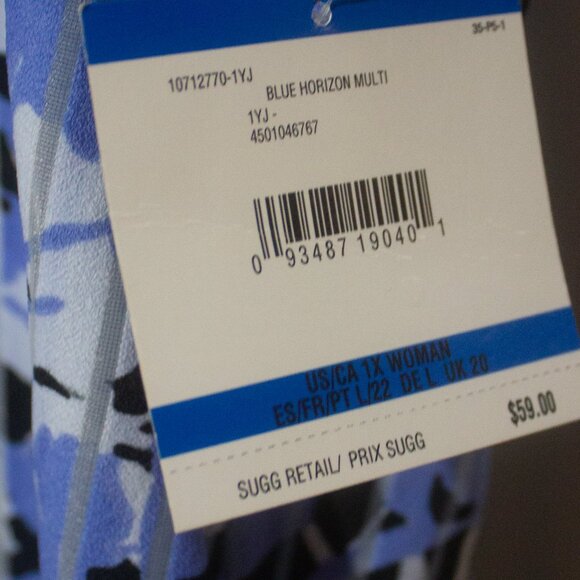 35-P5-1
10712770-1YJ
BLUE HORIZON MULTI
1YJ -
4501046767
0 93487 19040 1
US/CA 1X WOMAN
ES/FR/PT L/22 DE L UK 20
$59.00
SUGG RETAIL/ PRIX SUGG